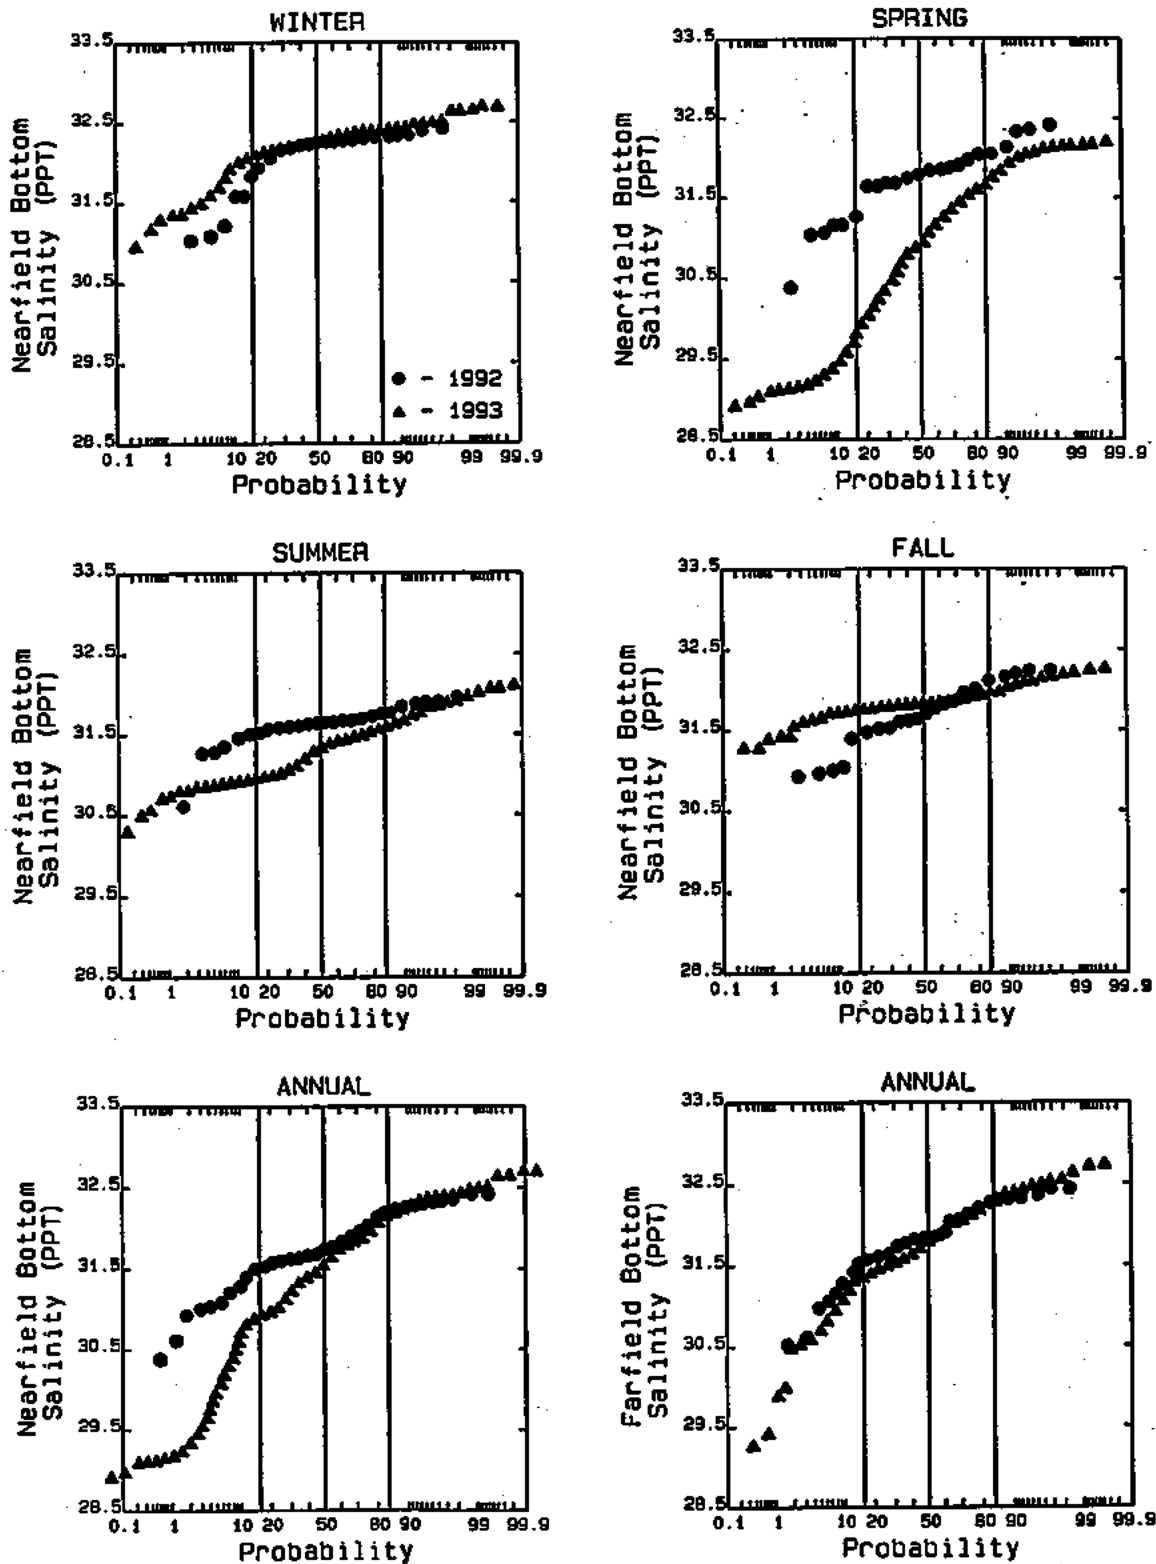 WINTER
33.5
32.5
31.5
30.5
29.5
28.5
Nearfield Bottom
Salinity (PPT)
● - 1992
▲ - 1993
0.1 1 10 20 50 80 90 99 99.9
Probability
SPRING
33.5
32.5
31.5
30.5
29.5
28.5
Nearfield Bottom
Salinity (PPT)
0.1 1 10 20 50 80 90 99 99.9
Probability
SUMMER
33.5
32.5
31.5
30.5
29.5
28.5
Nearfield Bottom
Salinity (PPT)
0.1 1 10 20 50 80 90 99 99.9
Probability
FALL
33.5
32.5
31.5
30.5
29.5
28.5
Nearfield Bottom
Salinity (PPT)
0.1 1 10 20 50 80 90 99 99.9
Probability
ANNUAL
33.5
32.5
31.5
30.5
29.5
28.5
Nearfield Bottom
Salinity (PPT)
0.1 1 10 20 50 80 90 99 99.9
Probability
ANNUAL
33.5
32.5
31.5
30.5
29.5
28.5
Farfield Bottom
Salinity (PPT)
0.1 1 10 20 50 80 90 99 99.9
Probability